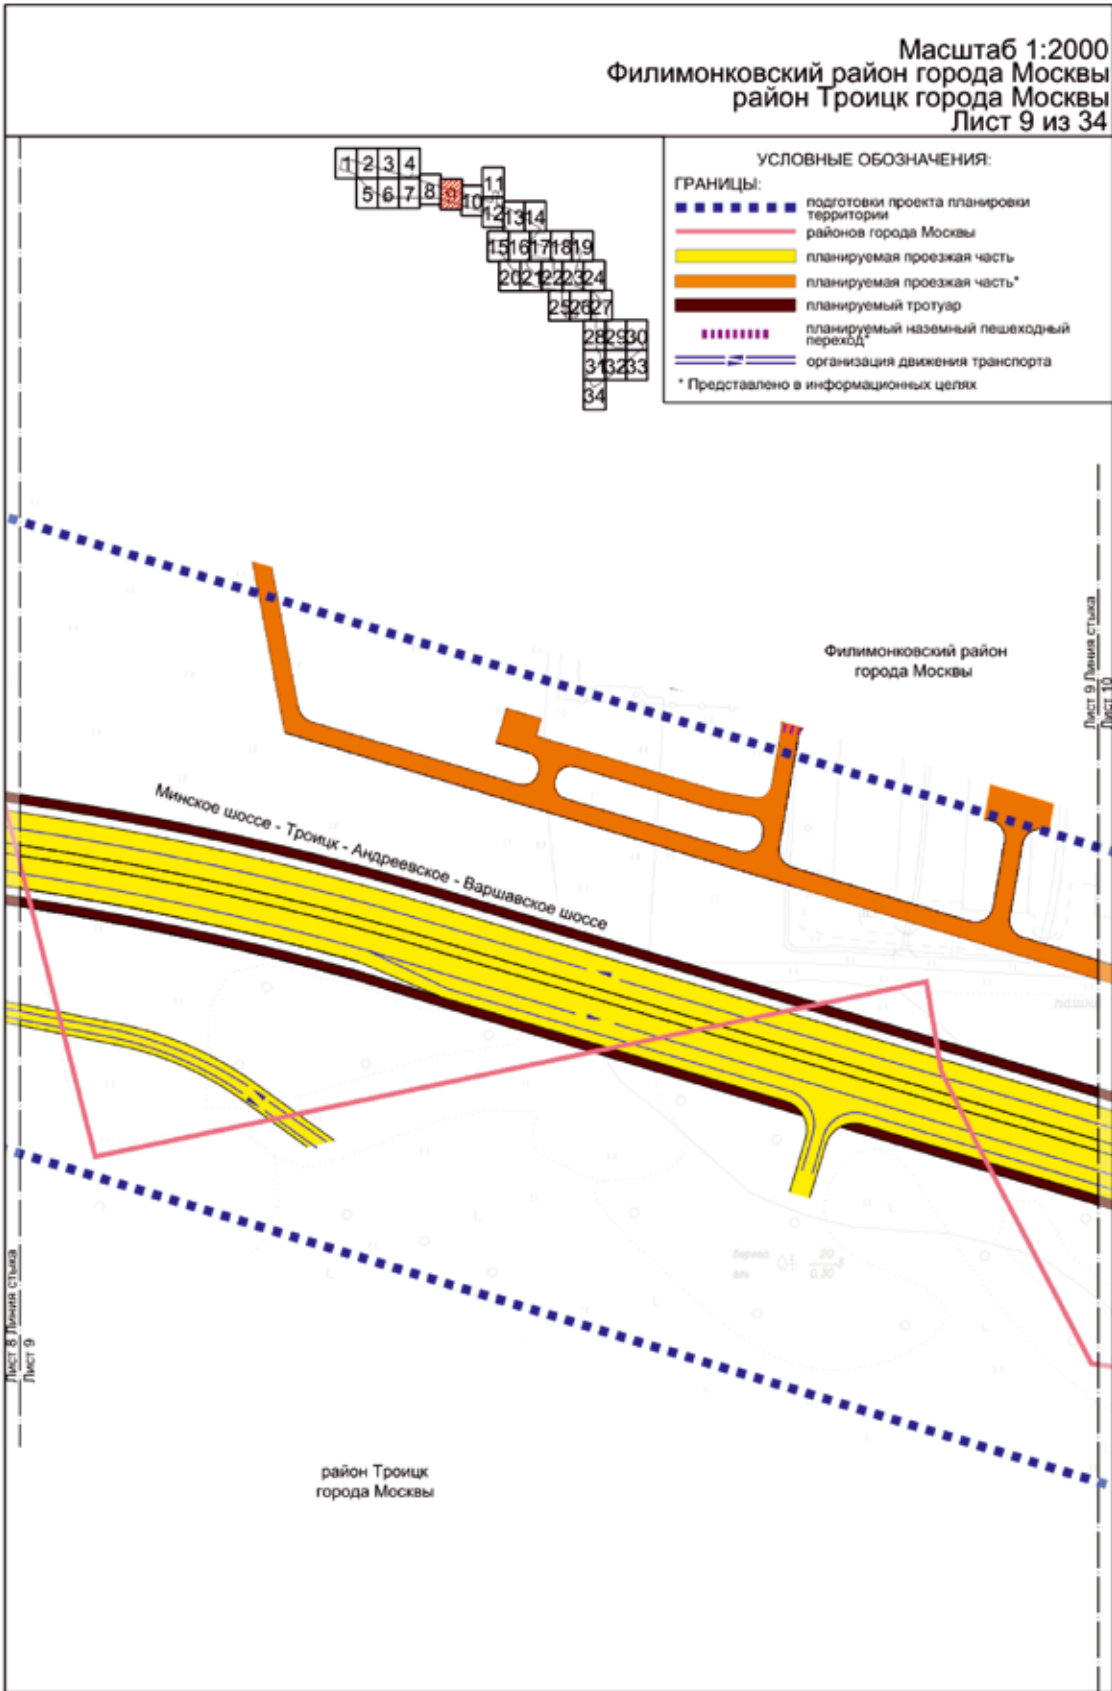 Масштаб 1:2000
Филимонковский район города Москвы
район Троицк города Москвы
Лист 9 из 34
1 2 3 4
5 6 7 8 9 10 11
12 13 14
15 16 17 18 19
20 21 22 23 24
25 26 27
28 29 30
31 32 33
34
УСЛОВНЫЕ ОБОЗНАЧЕНИЯ:
ГРАНИЦЫ:
подготовки проекта планировки
территории
районов города Москвы
планируемая проезжая часть
планируемая проезжая часть*
планируемый тротуар
планируемый наземный пешеходный
переход*
организация движения транспорта
* Представлено в информационных целях
Филимонковский район
города Москвы
Лист 9 Линия стыка
Лист 10
Минское шоссе - Троицк - Андреевское - Варшавское шоссе
Лист 8 Линия стыка
Лист 9
район Троицк
города Москвы